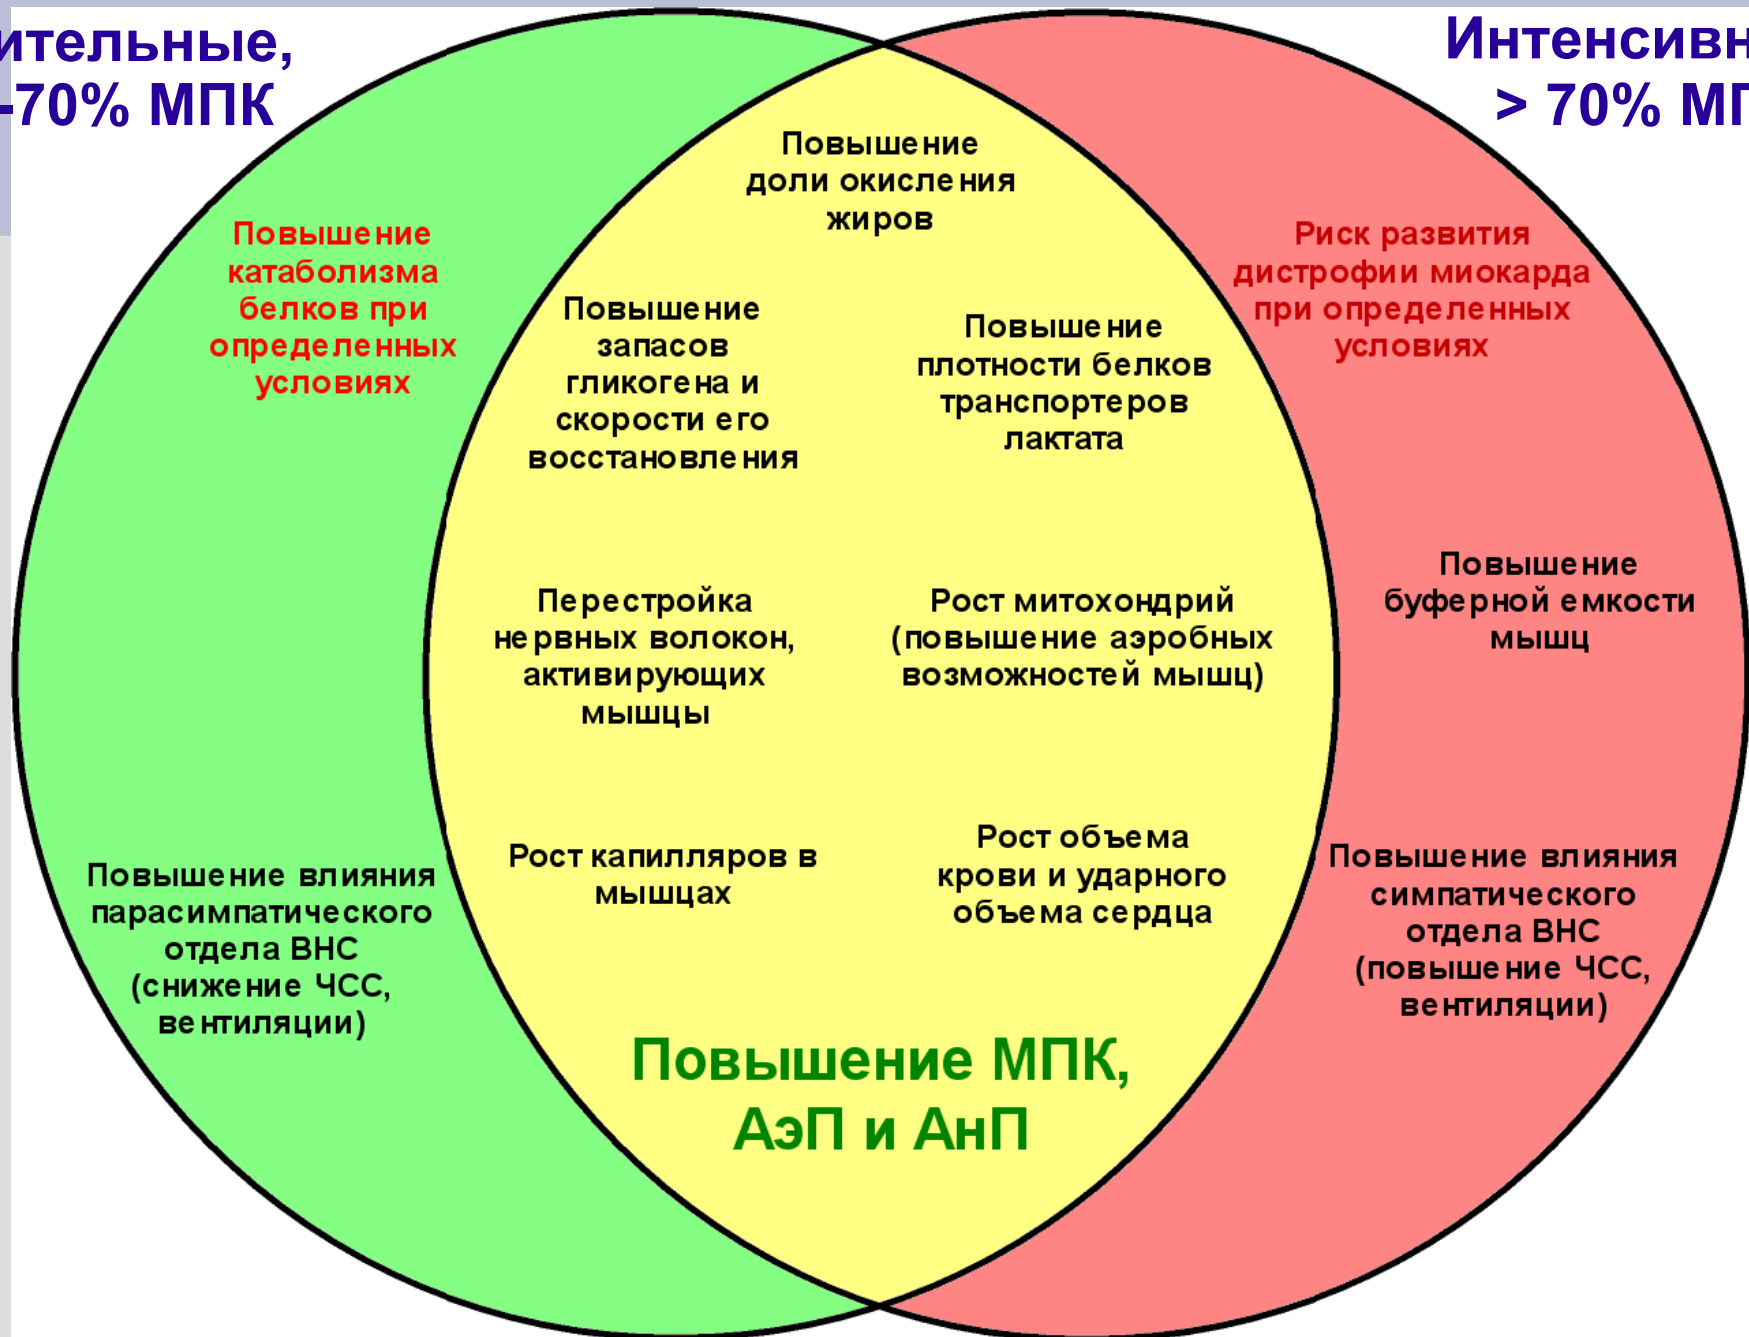 ительные,
-70% МПК
Интенсивн
> 70% МП
Повышение
доли окисления
жиров
Повышение
катаболизма
белков при
определенных
условиях
Повышение
запасов
гликогена и
скорости его
восстановления
Повышение
плотности белков
транспортеров
лактата
Риск развития
дистрофии миокарда
при определенных
условиях
Перестройка
нервных волокон,
активирующих
мышцы
Рост митохондрий
(повышение аэробных
возможностей мышц)
Повышение
буферной емкости
мышц
Повышение влияния
парасимпатического
отдела ВНС
(снижение ЧСС,
вентиляции)
Рост капилляров в
мышцах
Рост объема
крови и ударного
объема сердца
Повышение влияния
симпатического
отдела ВНС
(повышение ЧСС,
вентиляции)
Повышение МПК,
АэП и АнП